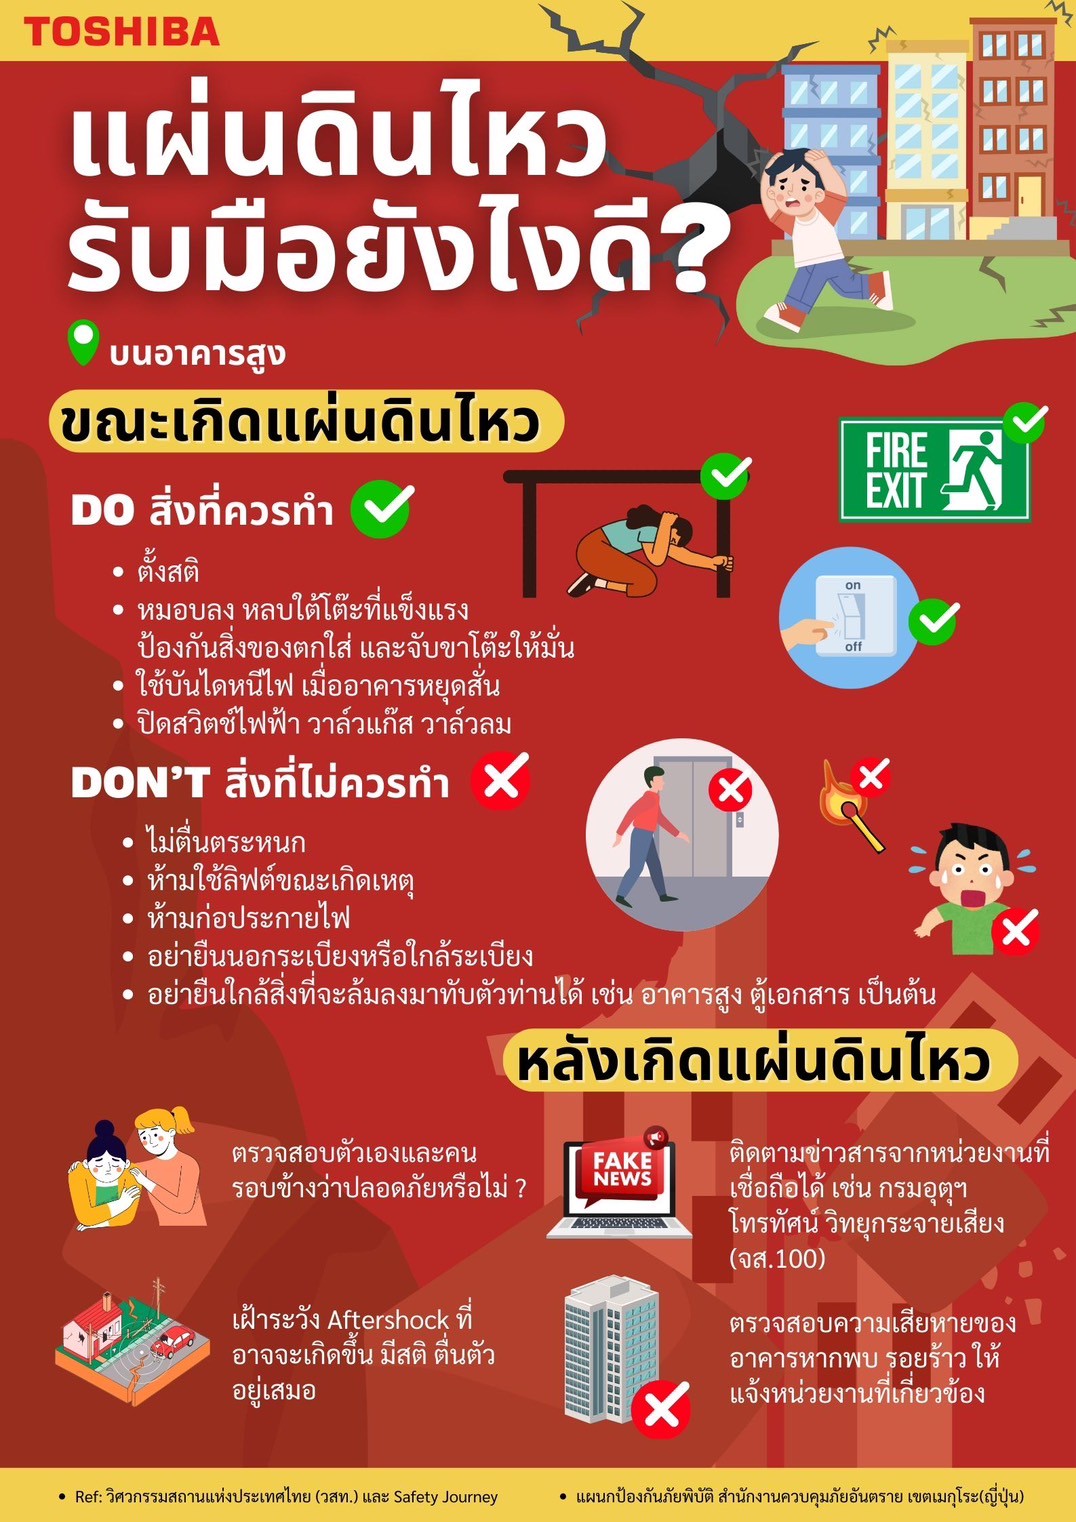 TOSHIBA
แผ่นดินไหว
รับมือยังไงดี?
บนอาคารสูง
ขณะเกิดแผ่นดินไหว
FIRE
EXIT
DO สิ่งที่ควรทำ
• ตั้งสติ
• หมอบลง หลบใต้โต๊ะที่แข็งแรง
ป้องกันสิ่งของตกใส่ และจับขาโต๊ะให้มั่น
• ใช้บันไดหนีไฟ เมื่ออาคารหยุดสั่น
• ปิดสวิตช์ไฟฟ้า วาล์วแก๊ส วาล์วลม
on
off
DON'T สิ่งที่ไม่ควรทำ
• ไม่ตื่นตระหนก
• ห้ามใช้ลิฟต์ขณะเกิดเหตุ
• ห้ามก่อประกายไฟ
• อย่ายืนนอกระเบียงหรือใกล้ระเบียง
• อย่ายืนใกล้สิ่งที่จะล้มลงมาทับตัวท่านได้ เช่น อาคารสูง ตู้เอกสาร เป็นต้น
หลังเกิดแผ่นดินไหว
ตรวจสอบตัวเองและคน
รอบข้างว่าปลอดภัยหรือไม่ ?
FAKE
NEWS
ติดตามข่าวสารจากหน่วยงานที่
เชื่อถือได้ เช่น กรมอุตุฯ
โทรทัศน์ วิทยุกระจายเสียง
(จส.100)
เฝ้าระวัง Aftershock ที่
อาจจะเกิดขึ้น มีสติ ตื่นตัว
อยู่เสมอ
ตรวจสอบความเสียหายของ
อาคารหากพบ รอยร้าว ให้
แจ้งหน่วยงานที่เกี่ยวข้อง
• Ref: วิศวกรรมสถานแห่งประเทศไทย (วสท.) และ Safety Journey
• แผนกป้องกันภัยพิบัติ สำนักงานควบคุมภัยอันตราย เขตเมกุโระ(ญี่ปุ่น)